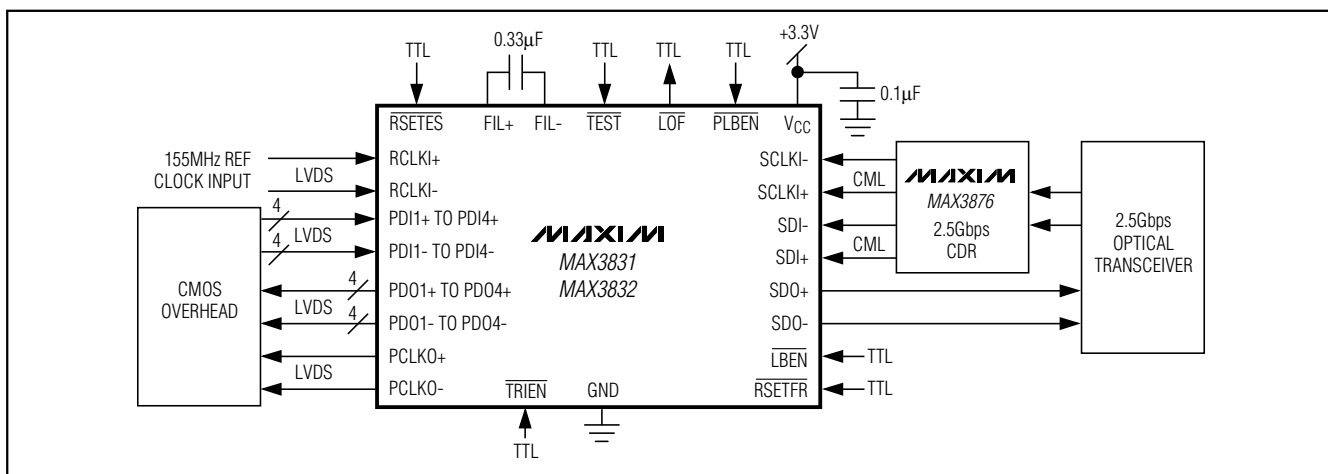 +3.3V
0.33µF
TTL
TTL
TTL
TTL
0.1µF
RSETES
FIL+
FIL-
TEST
LOF
PLBEN
VCC
155MHz REF
CLOCK INPUT
LVDS
RCLKI+
RCLKI-
4
PDI1+ TO PDI4+
4
LVDS
PDI1- TO PDI4-
4
PDO1+ TO PDO4+
4
LVDS
PDO1- TO PDO4-
PCLKO+
LVDS
PCLKO-
CMOS
OVERHEAD
MAXIM
MAX3831
MAX3832
TRIEN
GND
TTL
SCLKI-
SCLKI+
CML
SDI-
SDI+
CML
SDO+
SDO-
LBEN
TTL
RSETFR
TTL
MAXIM
MAX3876
2.5Gbps
CDR
2.5Gbps
OPTICAL
TRANSCEIVER